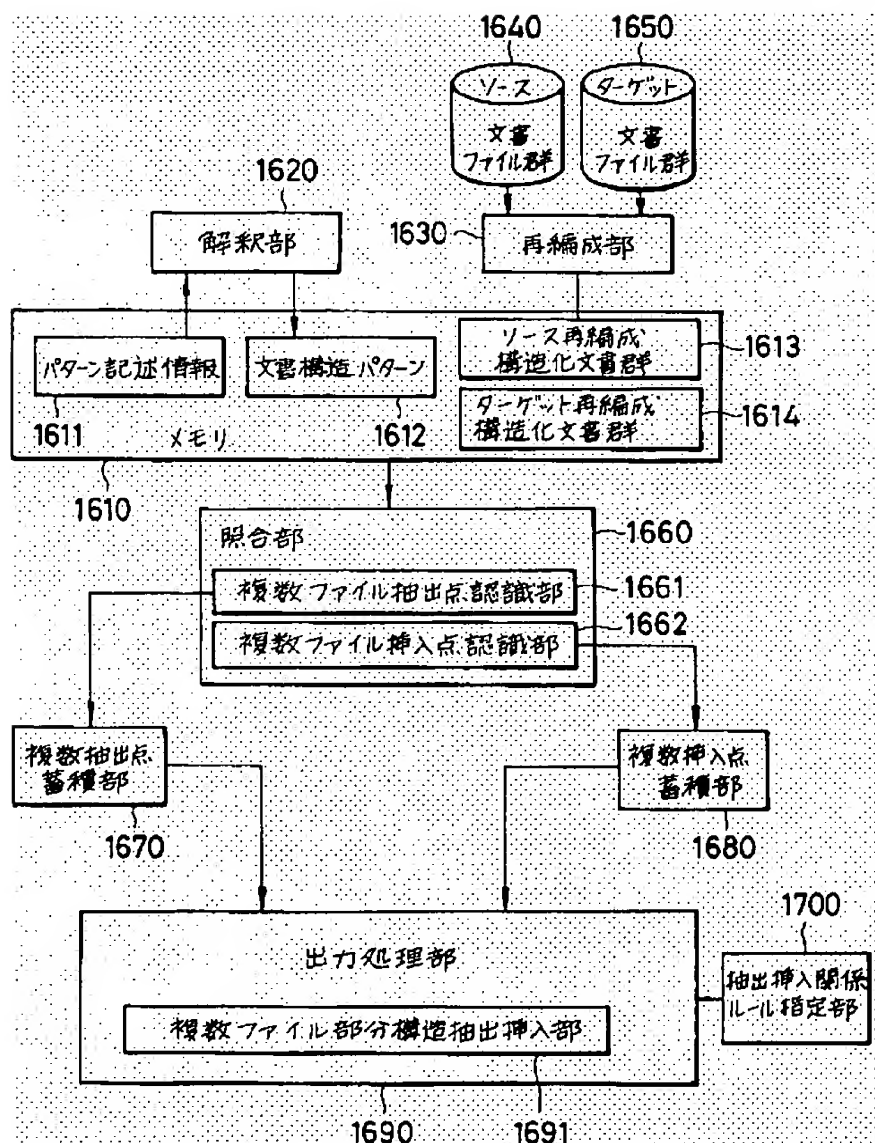 1640
1650
ソース
文書
ファイル群
ターゲット
文書
ファイル群
1620
解釈部
1630
再編成部
パターン記述情報
1611
文書構造パターン
1612
ソース再編成
構造化文書群
1613
ターゲット再編成
構造化文書群
1614
メモリ
1610
照合部
1660
複数ファイル抽出点認識部
1661
複数ファイル挿入点認識部
1662
複数抽出点
蓄積部
1670
複数挿入点
蓄積部
1680
出力処理部
複数ファイル部分構造抽出挿入部
1690
1691
1700
抽出挿入関係
ルール指定部